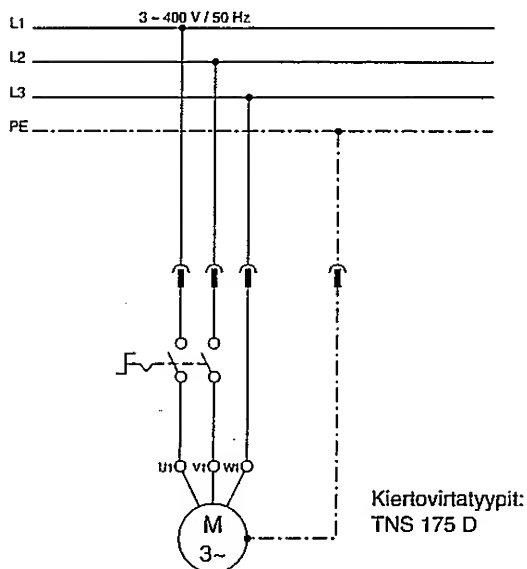 L1 3 ~ 400 V / 50 Hz
L2
L3
PE
U1 V1 W1
M
3~
Kiertovirtatyypit:
TNS 175 D